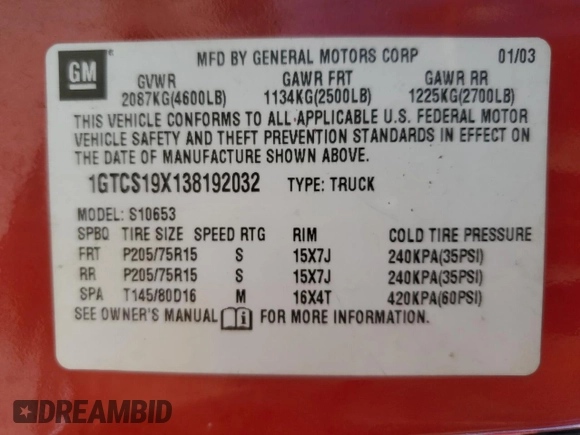 GM
MFD BY GENERAL MOTORS CORP 01/03
GVWR GAWR FRT GAWR RR
2087KG(4600LB) 1134KG(2500LB) 1225KG(2700LB)
THIS VEHICLE CONFORMS TO ALL APPLICABLE U.S. FEDERAL MOTOR
VEHICLE SAFETY AND THEFT PREVENTION STANDARDS IN EFFECT ON
THE DATE OF MANUFACTURE SHOWN ABOVE.
1GTCS19X138192032 TYPE: TRUCK
MODEL: S10653
SPBQ TIRE SIZE SPEED RTG RIM COLD TIRE PRESSURE
FRT P205/75R15 S 15X7J 240KPA(35PSI)
RR P205/75R15 S 15X7J 240KPA(35PSI)
SPA T145/80D16 M 16X4T 420KPA(60PSI)
SEE OWNER'S MANUAL i FOR MORE INFORMATION.
DREAMBID